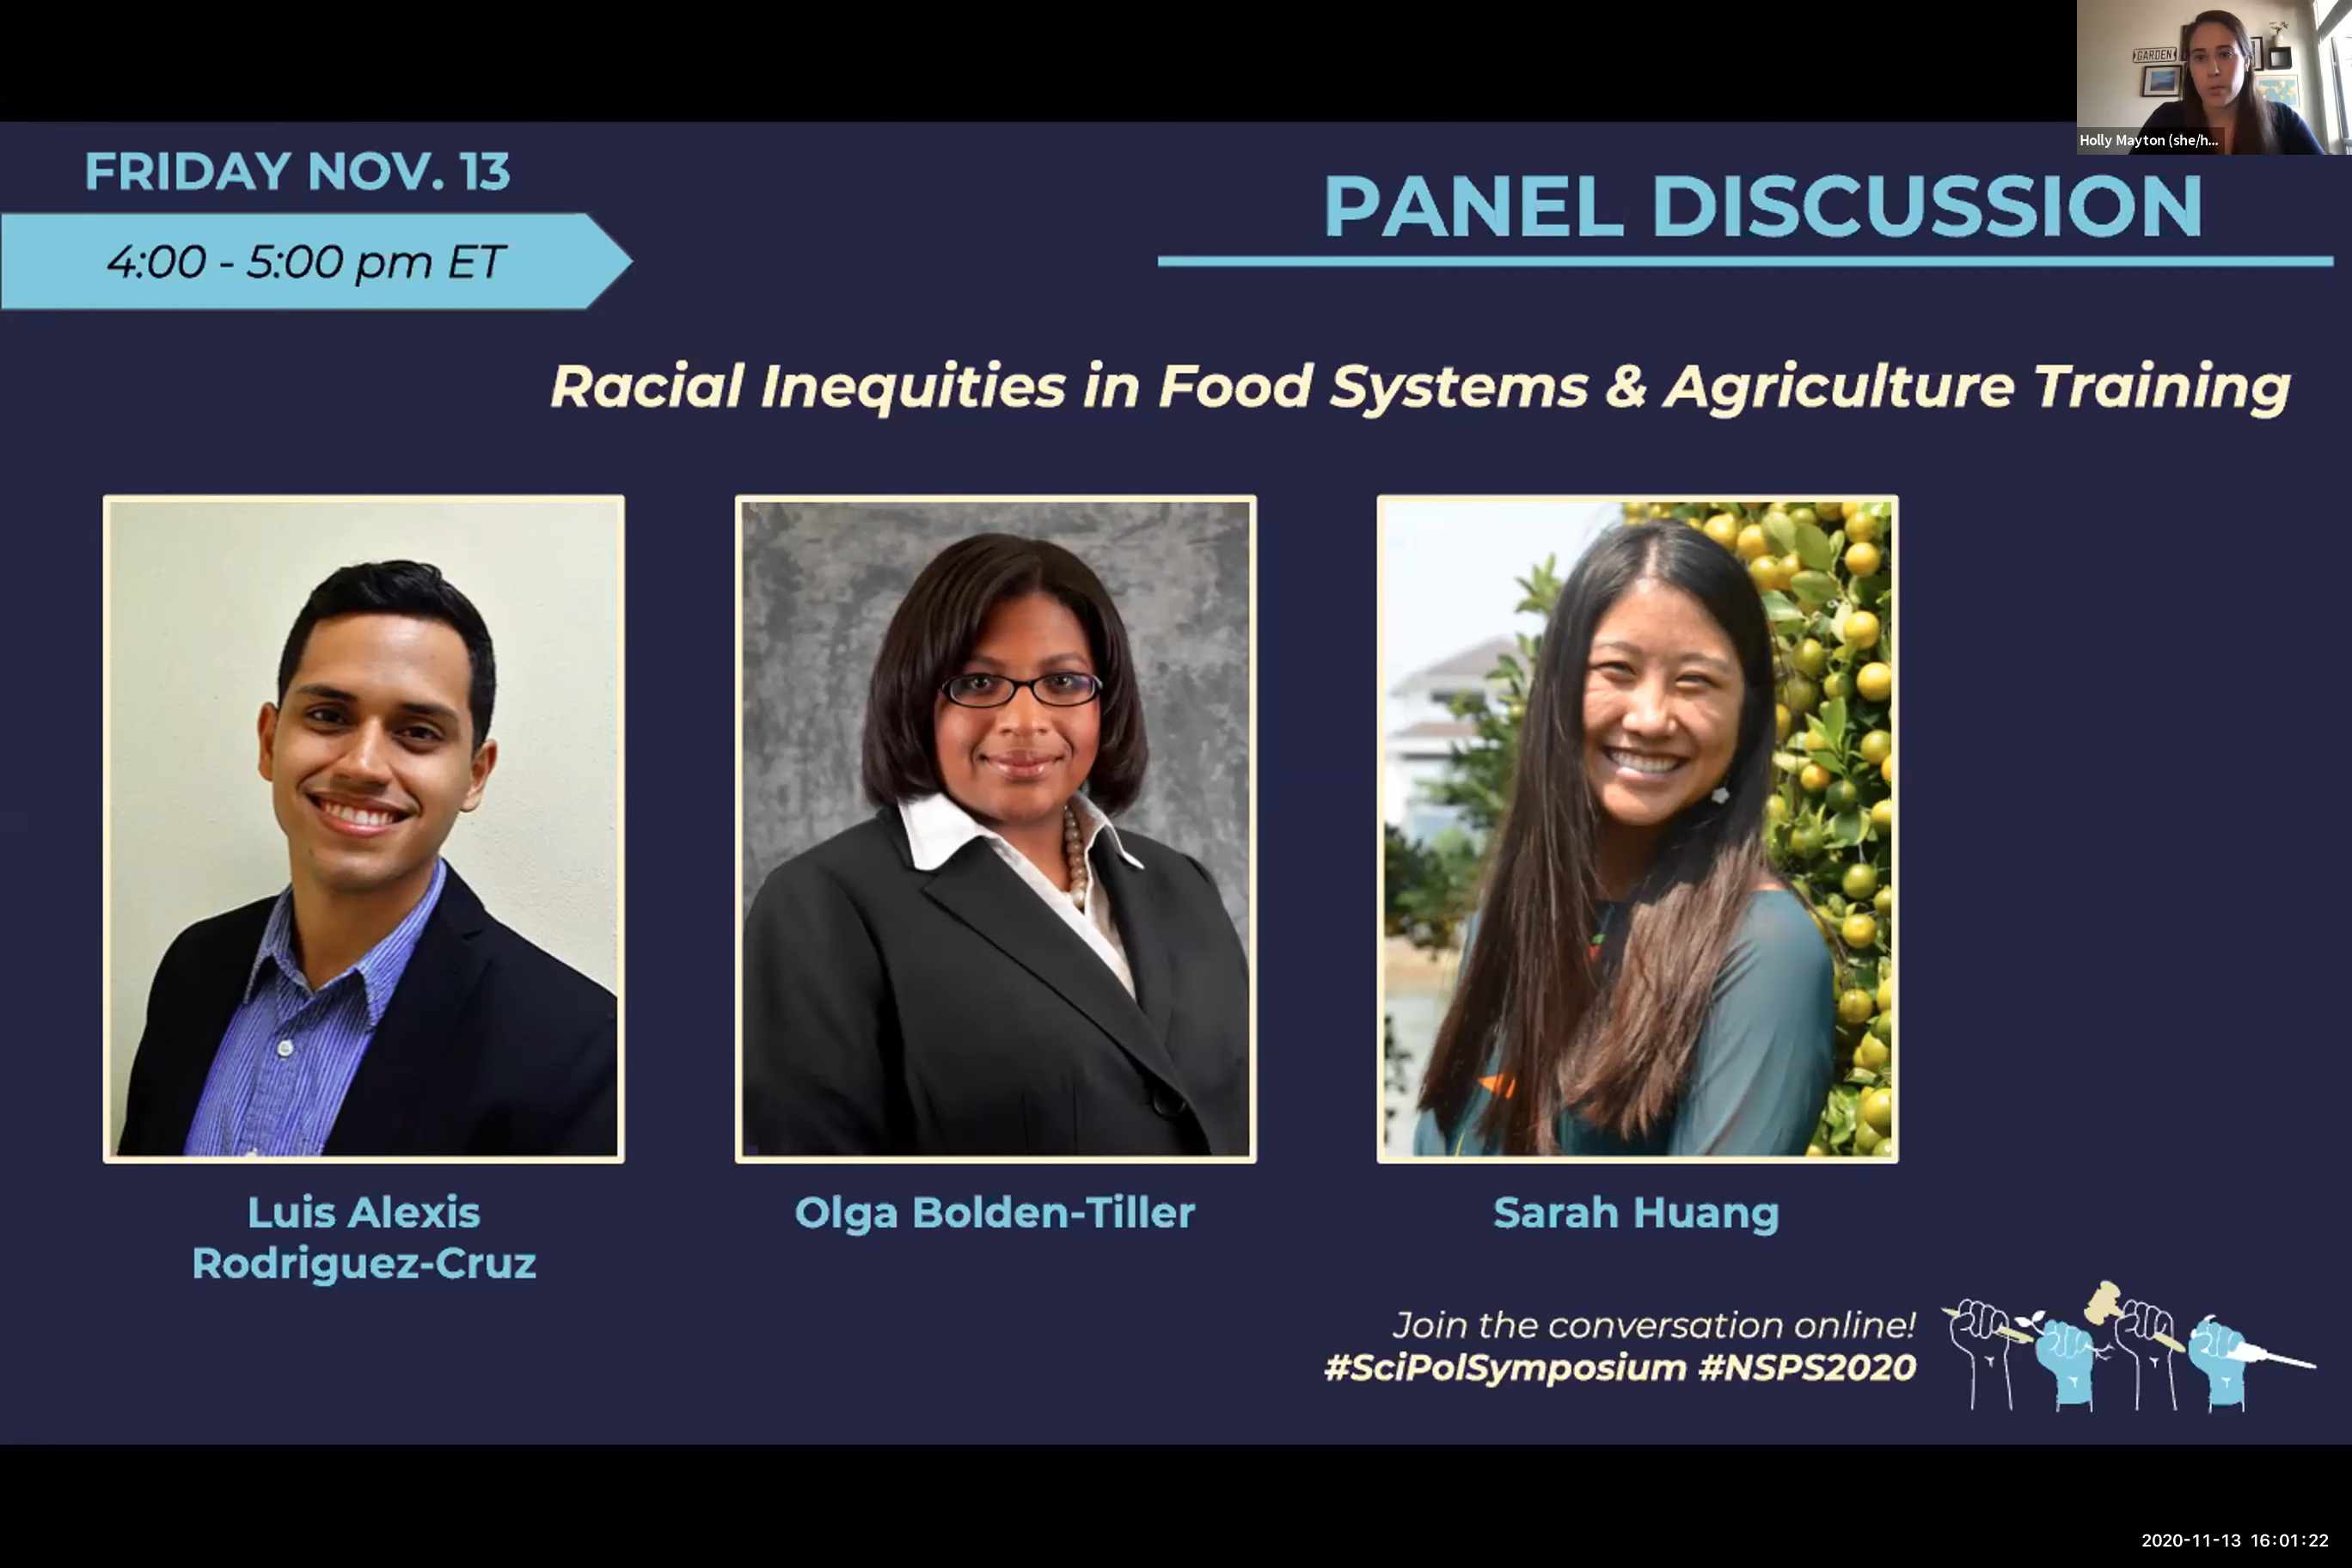 GARDEN
Holly Mayton (she/h...
FRIDAY NOV. 13
4:00 - 5:00 pm ET
PANEL DISCUSSION
Racial Inequities in Food Systems & Agriculture Training
Luis Alexis
Rodriguez-Cruz
Olga Bolden-Tiller
Sarah Huang
Join the conversation online!
#SciPolSymposium #NSPS2020
2020-11-13 16:01:22